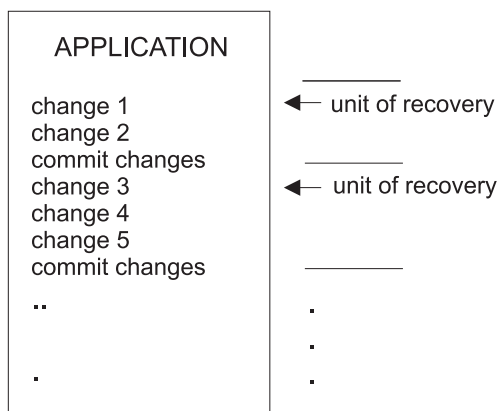 APPLICATION
change 1
unit of recovery
change 2
commit changes
change 3
unit of recovery
change 4
change 5
commit changes
..
.
.
.
.